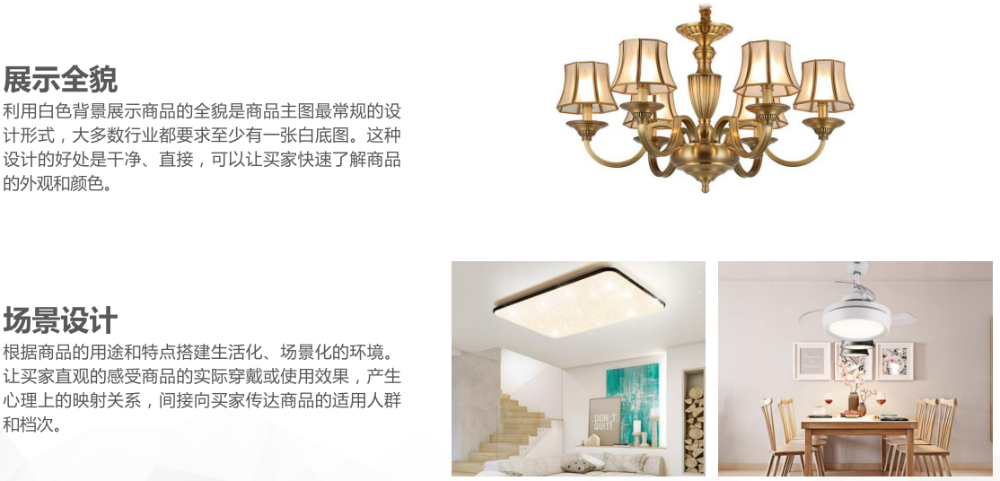 展示全貌
利用白色背景展示商品的全貌是商品主图最常规的设
计形式，大多数行业都要求至少有一张白底图。这种
设计的好处是干净、直接，可以让买家快速了解商品
的外观和颜色。
场景设计
根据商品的用途和特点搭建生活化、场景化的环境。
让买家直观的感受商品的实际穿戴或使用效果，产生
心理上的映射关系，间接向买家传达商品的适用人群
和档次。
DON'T
QUIT!